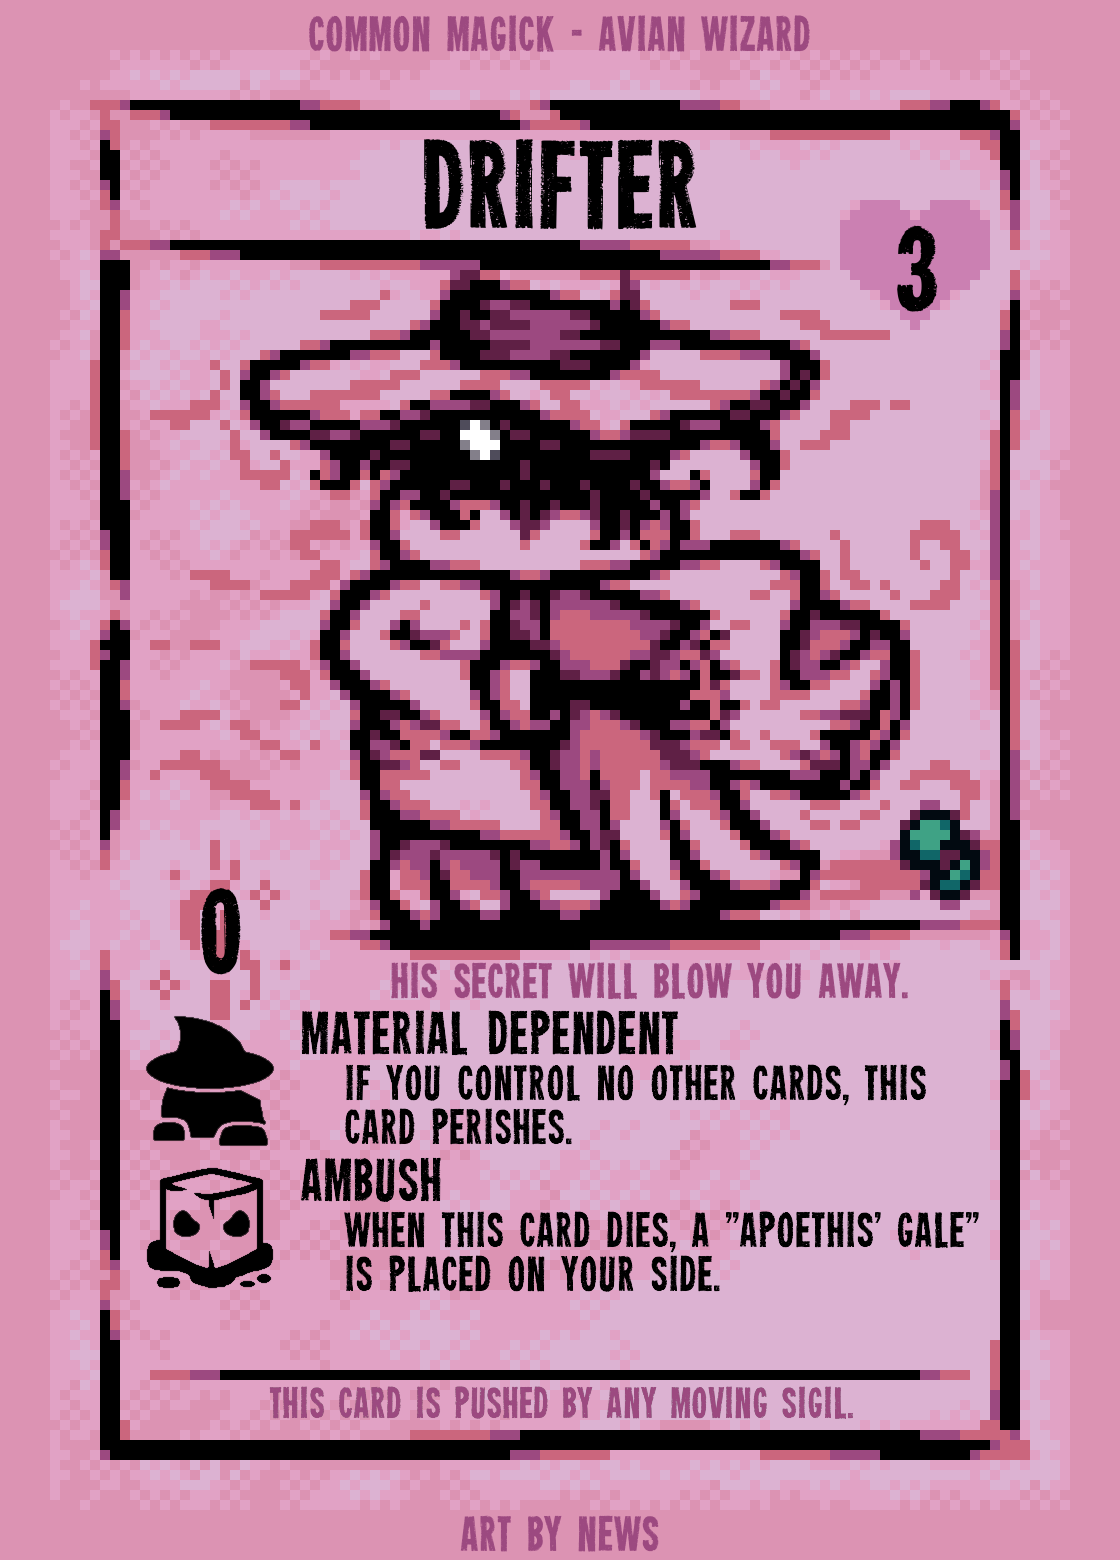 COMMON MAGICK - AVIAN WIZARD
DRIFTER
3
0
HIS SECRET WILL BLOW YOU AWAY.
MATERIAL DEPENDENT
IF YOU CONTROL NO OTHER CARDS, THIS
CARD PERISHES.
AMBUSH
WHEN THIS CARD DIES, A "APOETHIS' GALE"
IS PLACED ON YOUR SIDE.
THIS CARD IS PUSHED BY ANY MOVING SIGIL.
ART BY NEWS